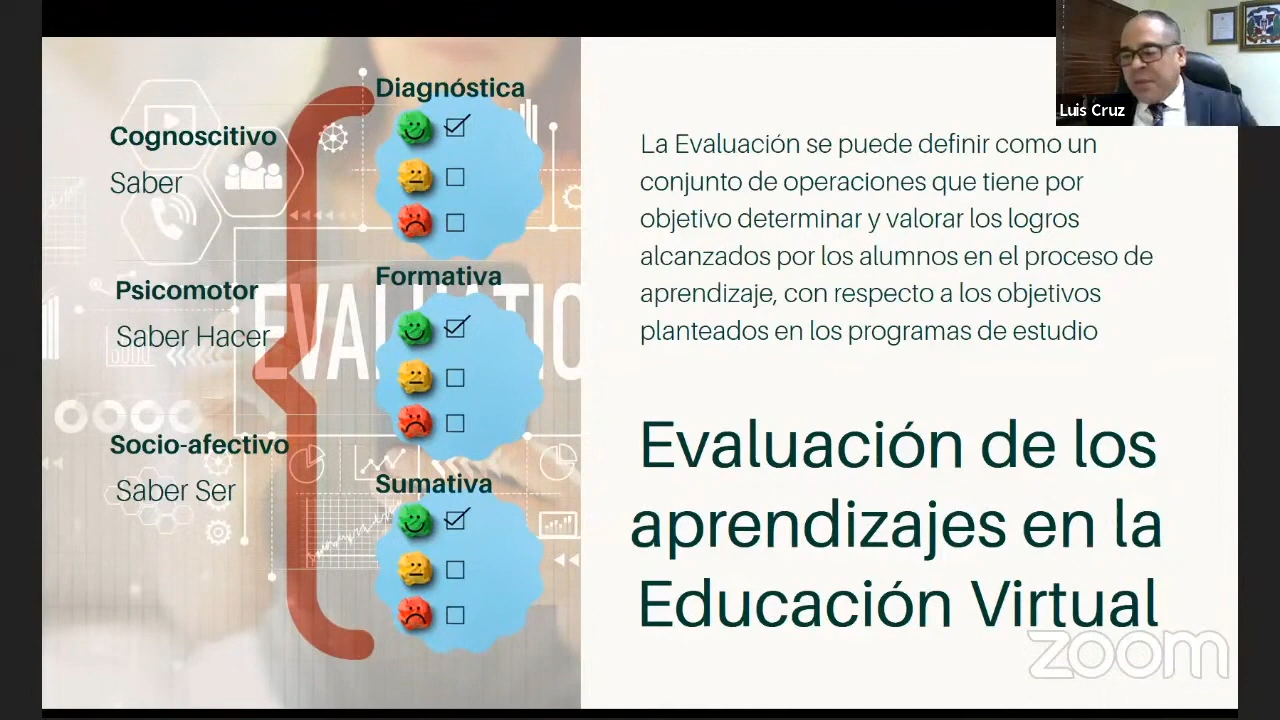 Luis Cruz
Diagnóstica
Cognoscitivo
Saber
Formativa
Psicomotor
Saber Hacer
EVALUATIO
Socio-afectivo
Saber Ser
Sumativa
La Evaluación se puede definir como un
conjunto de operaciones que tiene por
objetivo determinar y valorar los logros
alcanzados por los alumnos en el proceso de
aprendizaje, con respecto a los objetivos
planteados en los programas de estudio
Evaluación de los
aprendizajes en la
Educación Virtual
zoom